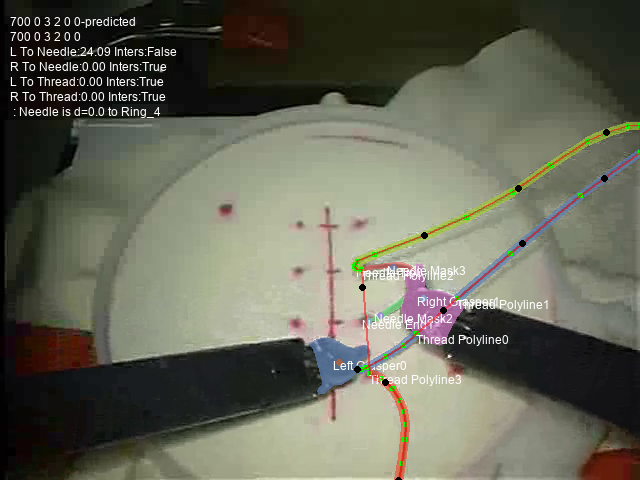 700 0 3 2 0 0-predicted
700 0 3 2 0 0
L To Needle:24.09 Inters:False
R To Needle:0.00 Inters:True
L To Thread:0.00 Inters:True
R To Thread:0.00 Inters:True
: Needle is d=0.0 to Ring_4
Needle Mask3
Thread Polyline2
Right Grasper1
Thread Polyline1
Needle Mask2
Needle End
Thread Polyline0
Left Grasper0
Thread Polyline3